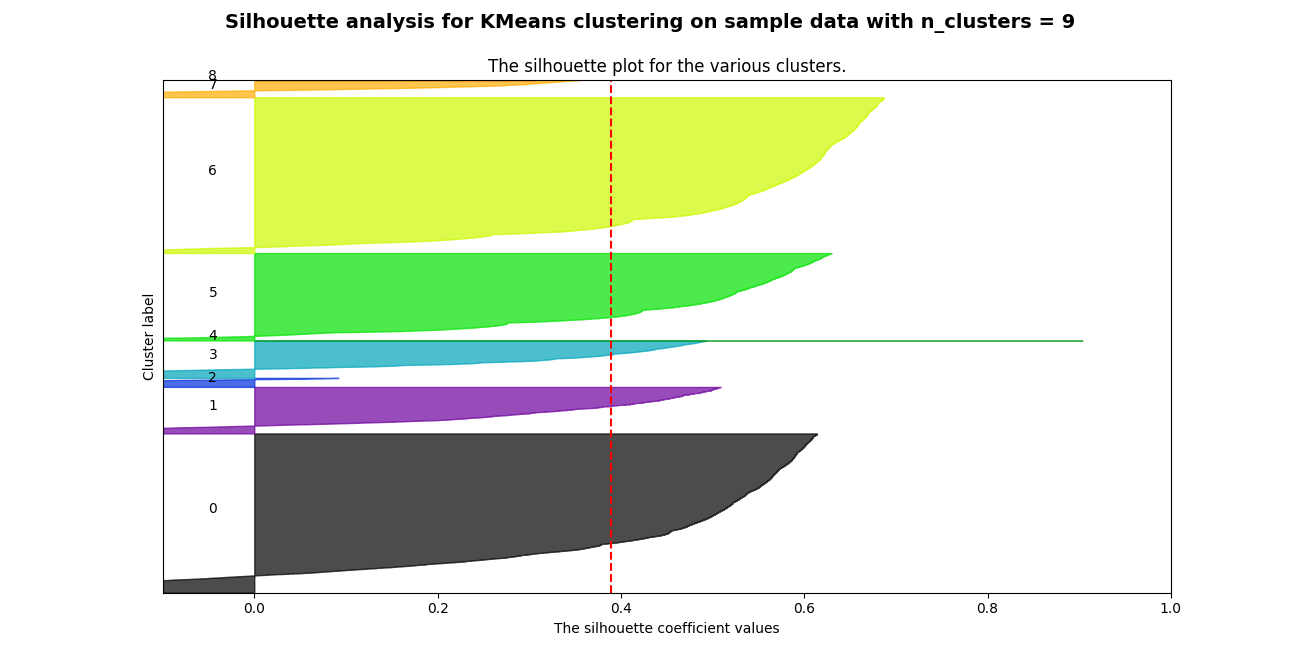 Silhouette analysis for KMeans clustering on sample data with n_clusters = 9
The silhouette plot for the various clusters.
8
7
6
5
4
3
2
1
0
Cluster label
0.0 0.2 0.4 0.6 0.8 1.0
The silhouette coefficient values